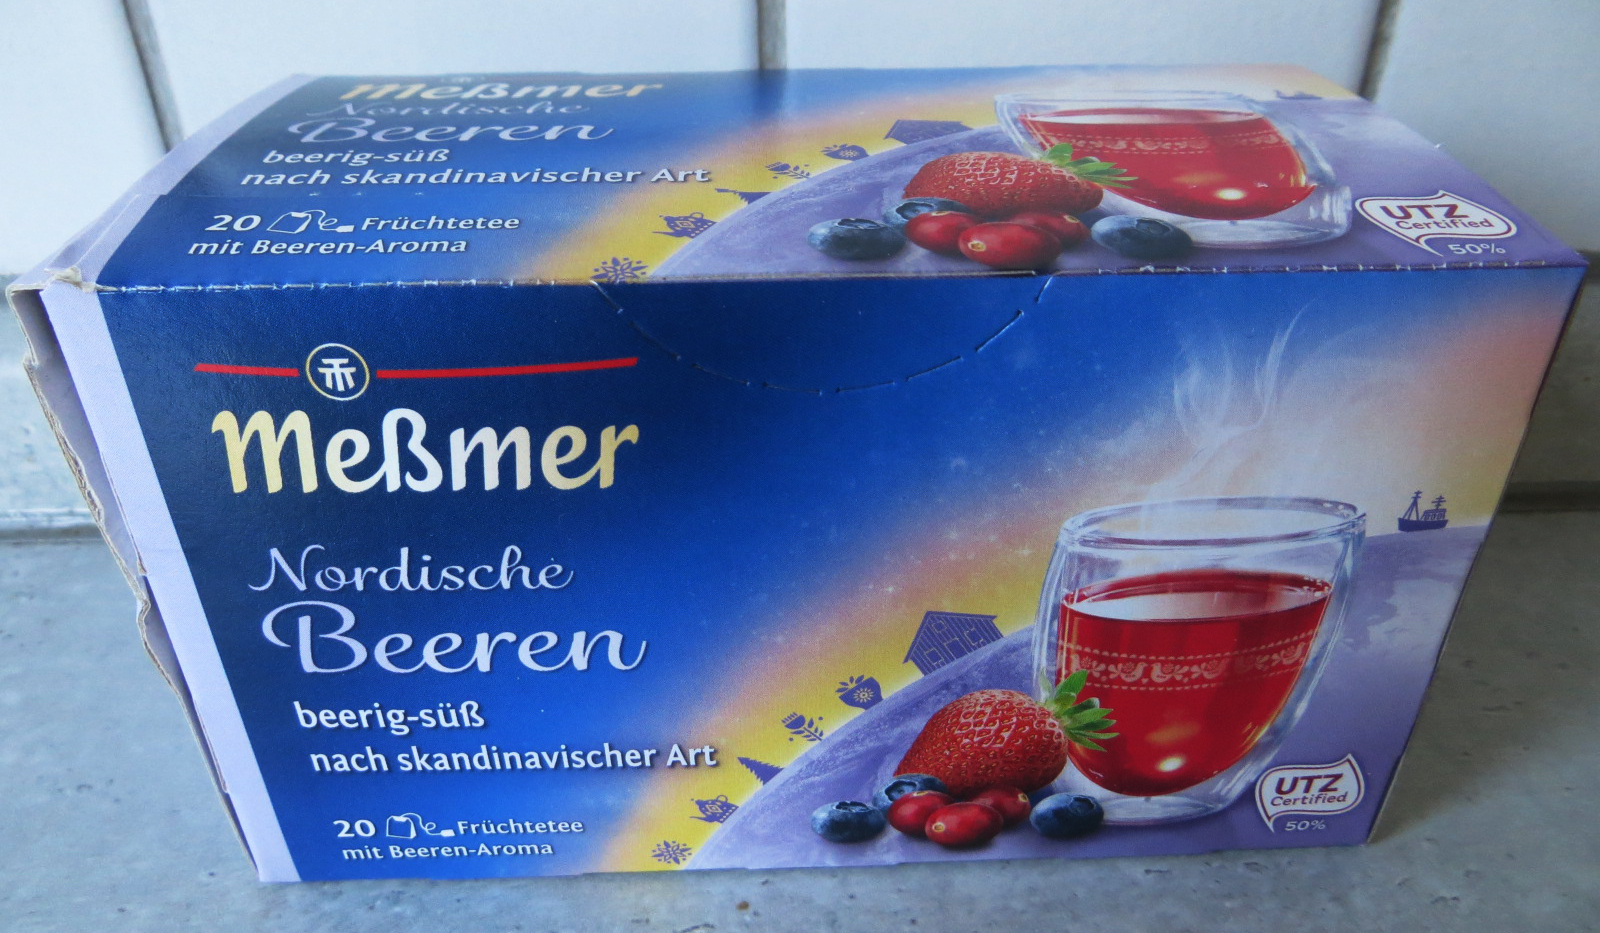 Meßmer
Nordische
Beeren
beerig-süß
nach skandinavischer Art
20 Früchtetee
mit Beeren-Aroma
UTZ
Certified
50%
Meßmer
Nordische
Beeren
beerig-süß
nach skandinavischer Art
20 Früchtetee
mit Beeren-Aroma
UTZ
Certified
50%